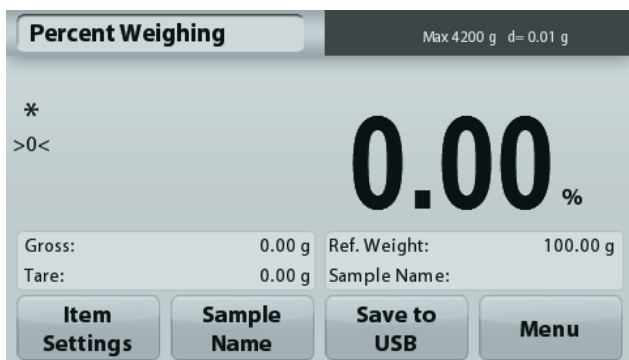 Percent Weighing
Max 4200 g d= 0.01 g
*
>0<
0.00 %
Gross: 0.00 g
Tare: 0.00 g
Ref. Weight: 100.00 g
Sample Name:
Item Settings
Sample Name
Save to USB
Menu